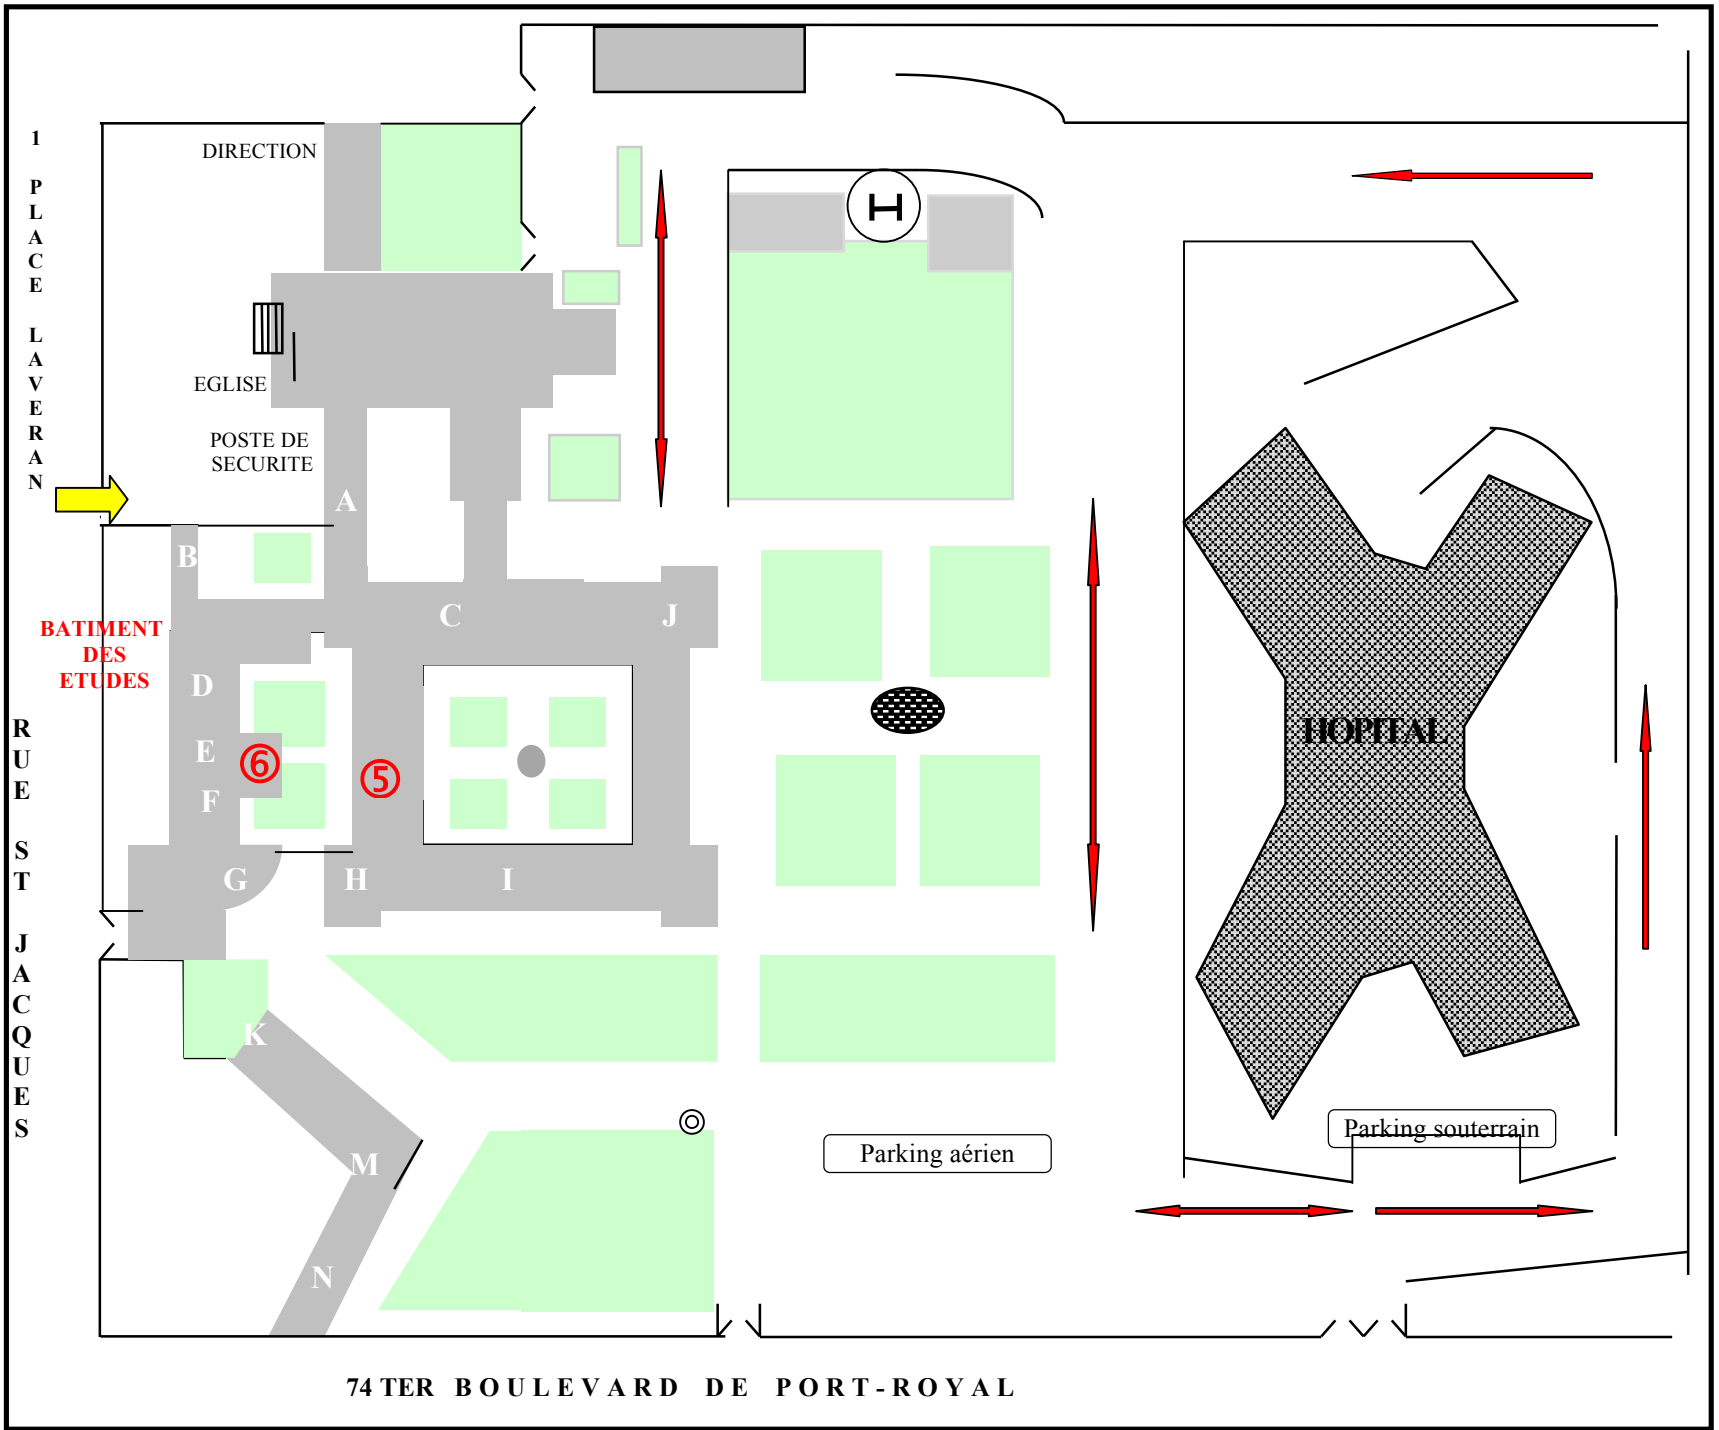 1 PLACE LAVERAN
DIRECTION
H
EGLISE
POSTE DE
SECURITE
A
B
C
J
BATIMENT
DES
ETUDES
D
E
⑥
⑤
F
G
H
I
HOPITAL
RUE ST JACQUES
K
M
N
Parking aérien
Parking souterrain
74 TER BOULEVARD DE PORT-ROYAL